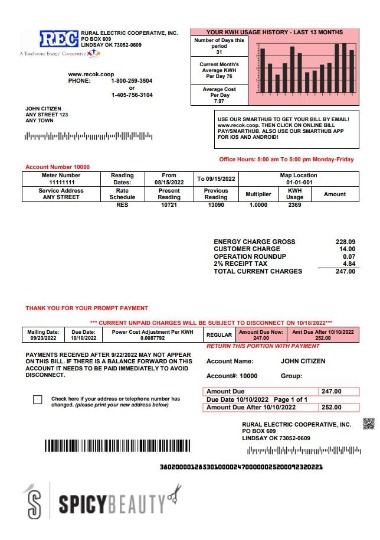 REC
RURAL ELECTRIC COOPERATIVE, INC.
PO BOX 609
LINDSAY OK 73052-0609
A Touchstone Energy Cooperative
www.recok.coop
PHONE: 1-800-259-3504
or
1-405-756-3104
JOHN CITIZEN
ANY STREET 123
ANY TOWN
YOUR KWH USAGE HISTORY - LAST 13 MONTHS
Number of Days this period
31
Current Month's Average KWH Per Day 76
Average Cost Per Day
7.97
USE OUR SMARTHUB TO GET YOUR BILL BY EMAIL!
www.recok.coop. THEN CLICK ON ONLINE BILL
PAY/SMARTHUB. ALSO USE OUR SMARTHUB APP
FOR IOS AND ANDROID!
Office Hours: 8:00 am To 5:00 pm Monday-Friday
Account Number 10000
Meter Number 11111111 Reading Dates: From 08/15/2022 To 09/15/2022 Map Location 01-01-001
Service Address ANY STREET Rate Schedule Present Reading Previous Reading Multiplier KWH Usage Amount
RES 10721 13090 1.0000 2369
ENERGY CHARGE GROSS 228.09
CUSTOMER CHARGE 14.00
OPERATION ROUNDUP 0.07
2% RECEIPT TAX 4.84
TOTAL CURRENT CHARGES 247.00
THANK YOU FOR YOUR PROMPT PAYMENT
*** CURRENT UNPAID CHARGES WILL BE SUBJECT TO DISCONNECT ON 10/18/2022***
Mailing Date: 09/23/2022 Due Date: 10/10/2022 Power Cost Adjustment Per KWH 0.0087792 REGULAR Amount Due Now: 247.00 Amt Due After 10/10/2022 252.00
RETURN THIS PORTION WITH PAYMENT
PAYMENTS RECEIVED AFTER 9/22/2022 MAY NOT APPEAR
ON THIS BILL. IF THERE IS A BALANCE FORWARD ON THIS
ACCOUNT IT NEEDS TO BE PAID IMMEDIATELY TO AVOID
DISCONNECT.
Account Name: JOHN CITIZEN
Account#: 10000 Group:
Amount Due 247.00
Due Date 10/10/2022 Page 1 of 1
Amount Due After 10/10/2022 252.00
Check here if your address or telephone number has
changed. (please print your new address below)
RURAL ELECTRIC COOPERATIVE, INC.
PO BOX 609
LINDSAY OK 73052-0609
S SPICYBEAUTY